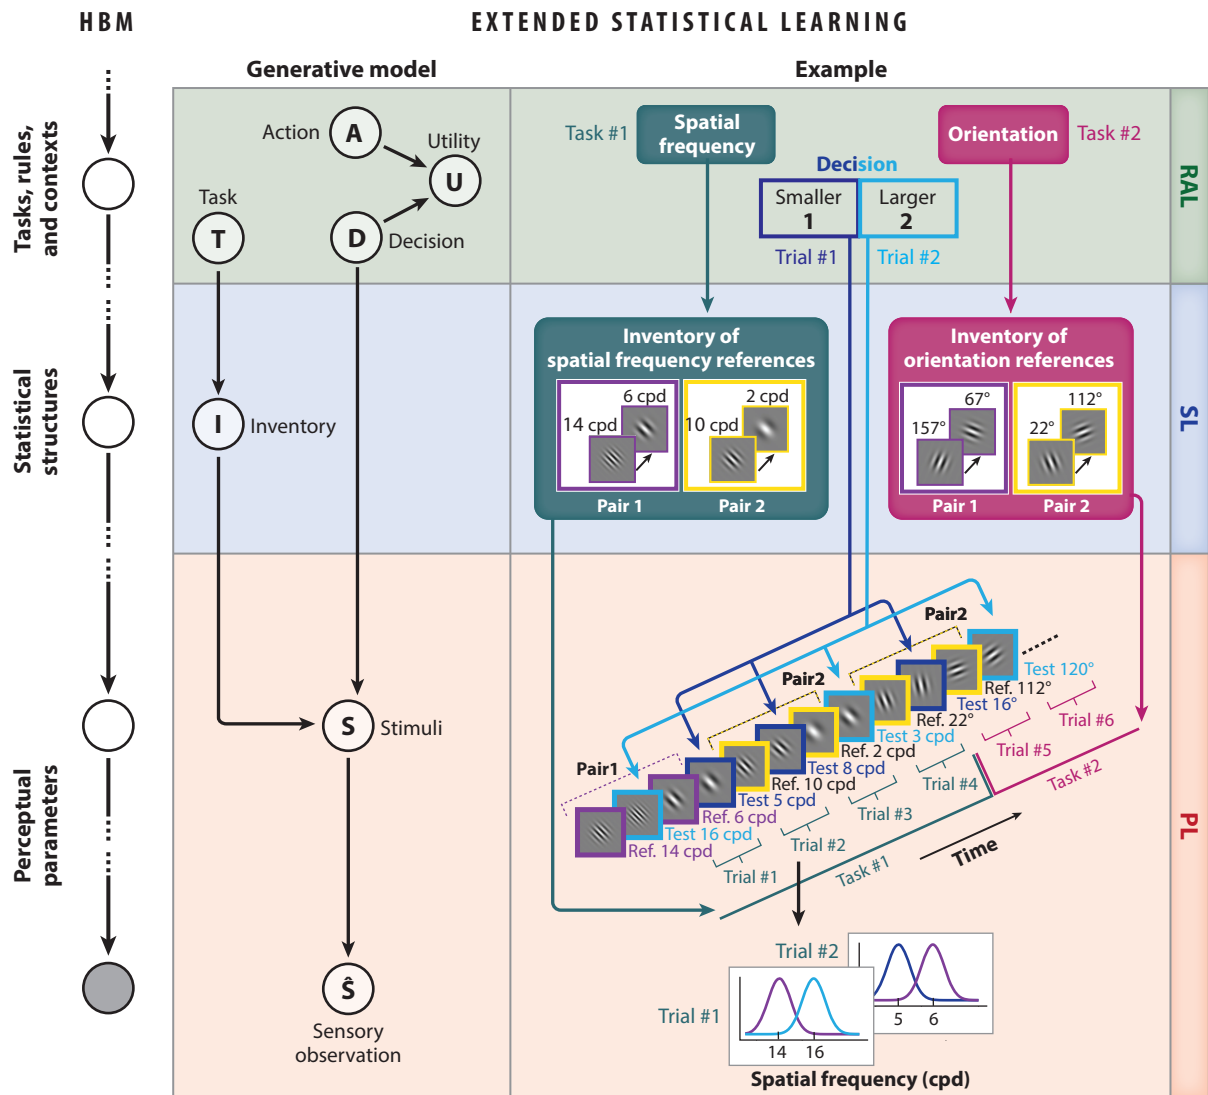 HBM
EXTENDED STATISTICAL LEARNING
Generative model
Example
Tasks, rules,
and contexts
Action
A
Utility
U
Task
T
D
Decision
Task #1
Spatial
frequency
Orientation
Task #2
Decision
Smaller
1
Larger
2
Trial #1
Trial #2
RAL
Statistical
structures
I
Inventory
Inventory of
spatial frequency references
6 cpd
14 cpd
2 cpd
10 cpd
Pair 1
Pair 2
Inventory of
orientation references
67°
157°
112°
22°
Pair 1
Pair 2
SL
Perceptual
parameters
S
Stimuli
Ŝ
Sensory
observation
Pair2
Pair2
Pair1
Test 120°
Ref. 112°
Test 16°
Ref. 22°
Test 3 cpd
Ref. 2 cpd
Test 8 cpd
Ref. 10 cpd
Test 5 cpd
Ref. 6 cpd
Test 16 cpd
Ref. 14 cpd
Trial #6
Trial #5
Trial #4
Trial #3
Trial #2
Trial #1
Task #2
Task #1
Time
PL
Trial #2
5 6
Trial #1
14 16
Spatial frequency (cpd)